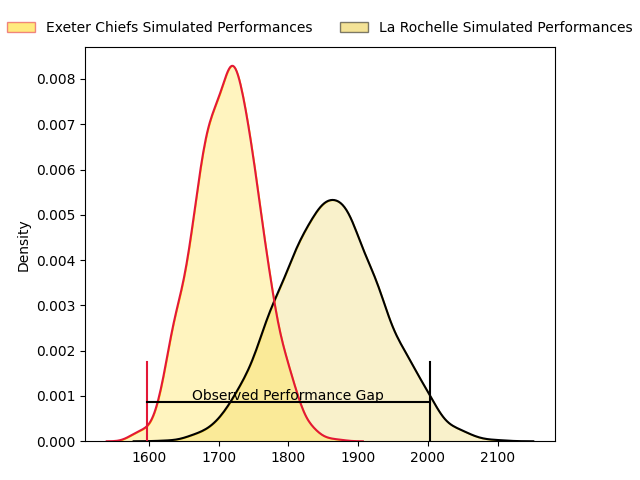 Exeter Chiefs Simulated Performances La Rochelle Simulated Performances
0.008
0.007
0.006
0.005
0.004
0.003
0.002
0.001
0.000
Density
Observed Performance Gap
1600 1700 1800 1900 2000 2100